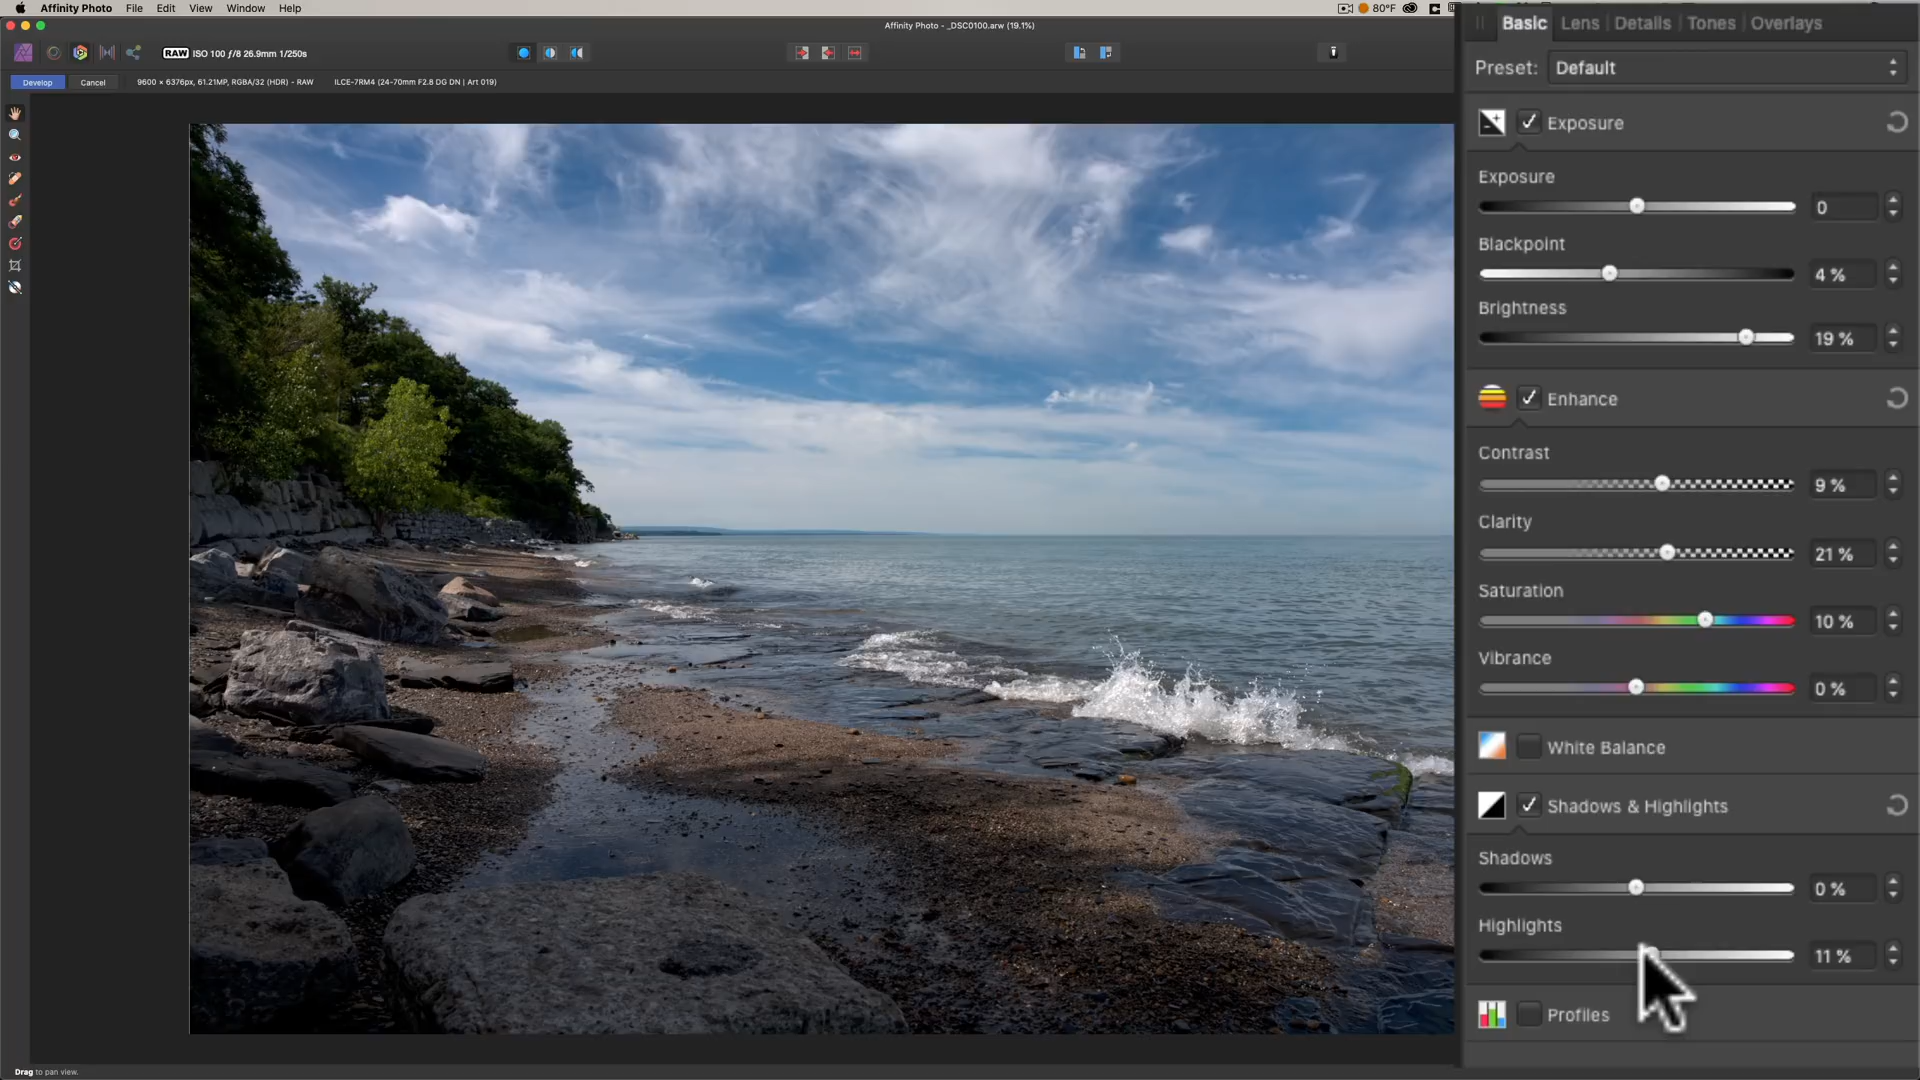 Affinity Photo File Edit View Window Help
80°F
Affinity Photo - _DSC0100.arw (19.1%)
RAW ISO 100 ƒ/8 26.9mm 1/250s
Develop Cancel 9600 × 6376px, 61.21MP, RGBA/32 (HDR) - RAW ILCE-7RM4 (24-70mm F2.8 DG DN | Art 019)
Basic Lens Details Tones Overlays
Preset: Default
Exposure
Exposure
0
Blackpoint
4 %
Brightness
19 %
Enhance
Contrast
9 %
Clarity
21 %
Saturation
10 %
Vibrance
0 %
White Balance
Shadows & Highlights
Shadows
0 %
Highlights
11 %
Profiles
Drag to pan view.